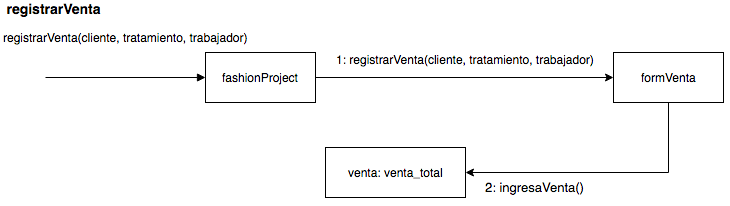 registrarVenta
registrarVenta(cliente, tratamiento, trabajador)
1: registrarVenta(cliente, tratamiento, trabajador)
fashionProject
formVenta
venta: venta_total
2: ingresaVenta()